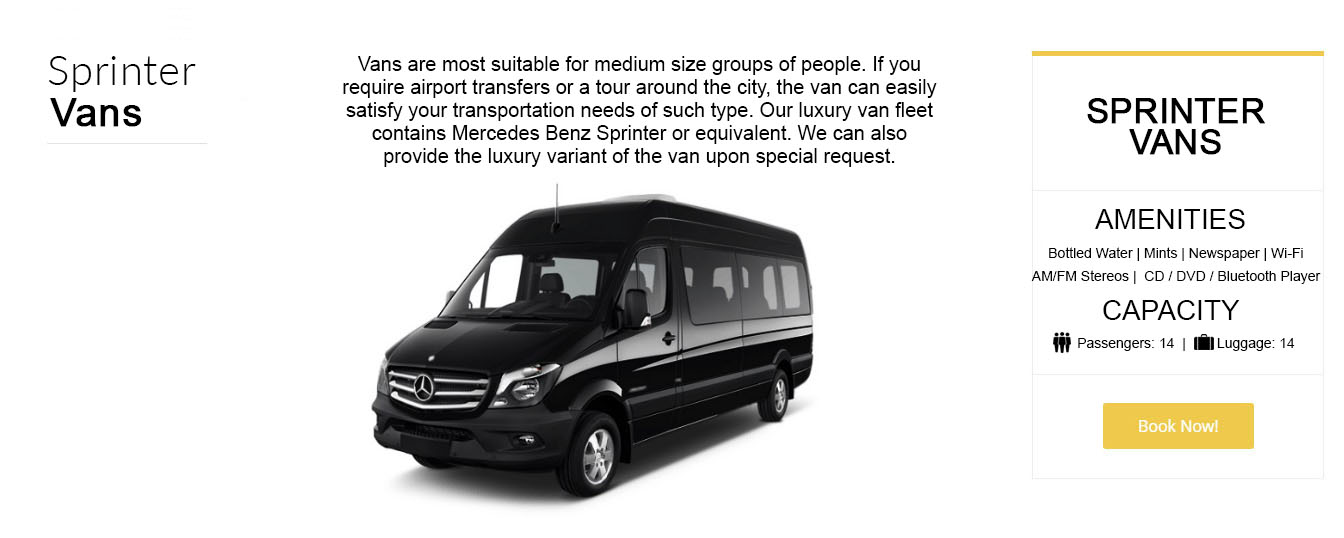 Sprinter
Vans
Vans are most suitable for medium size groups of people. If you
require airport transfers or a tour around the city, the van can easily
satisfy your transportation needs of such type. Our luxury van fleet
contains Mercedes Benz Sprinter or equivalent. We can also
provide the luxury variant of the van upon special request.
SPRINTER
VANS
AMENITIES
Bottled Water | Mints | Newspaper | Wi-Fi
AM/FM Stereos | CD / DVD / Bluetooth Player
CAPACITY
Passengers: 14 | Luggage: 14
Book Now!